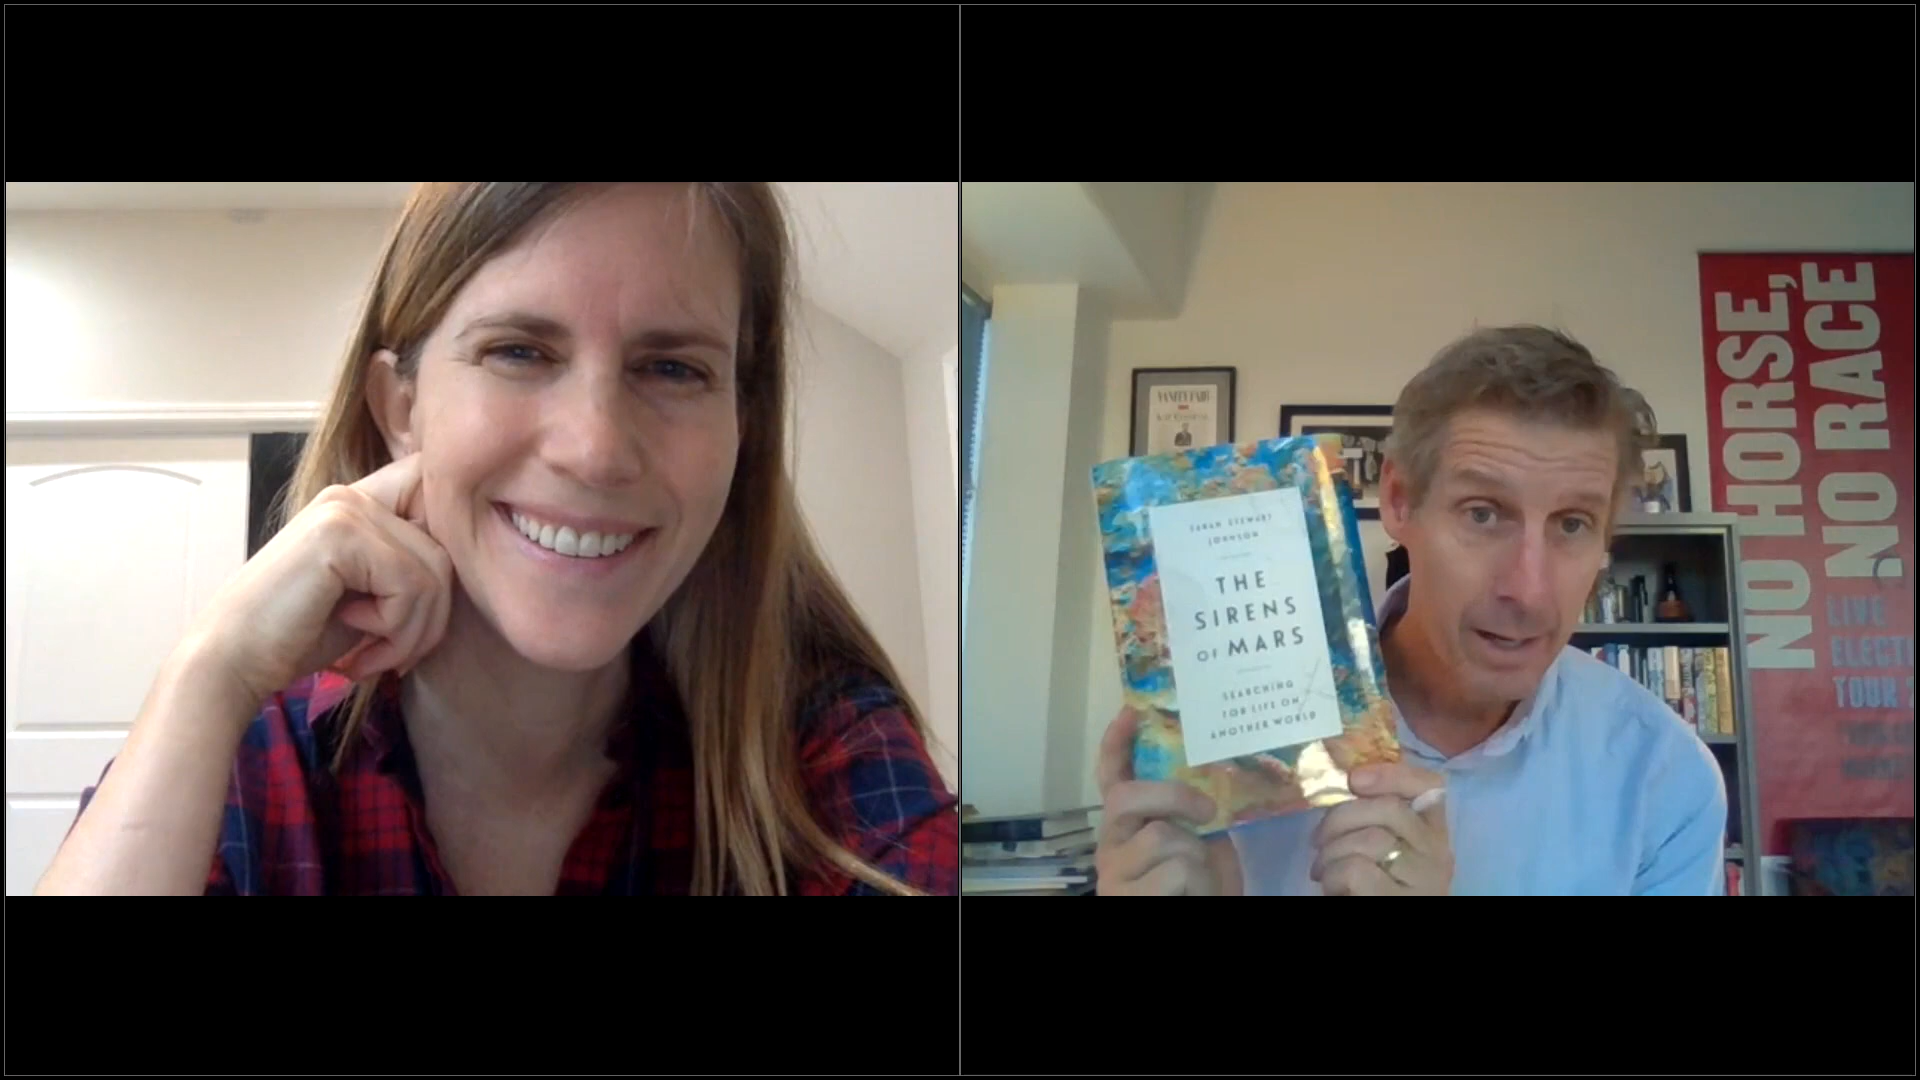 VANITY FAIR
SARAH STEWART
JOHNSON
THE
SIRENS
OF MARS
SEARCHING
FOR LIFE ON
ANOTHER WORLD
NO HORSE,
NO RACE
LIVE
TOUR